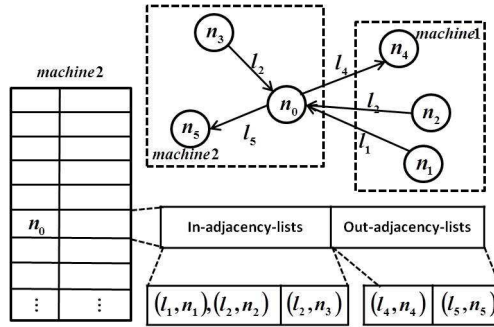 n3
machine1
n4
machine2
l2
l4
n0
l2
n2
n5
l5
machine2
l1
n1
n0
In-adjacency-lists
Out-adjacency-lists
⋮ ⋮
(l1, n1),(l2, n2)
(l2, n3)
(l4, n4)
(l5, n5)